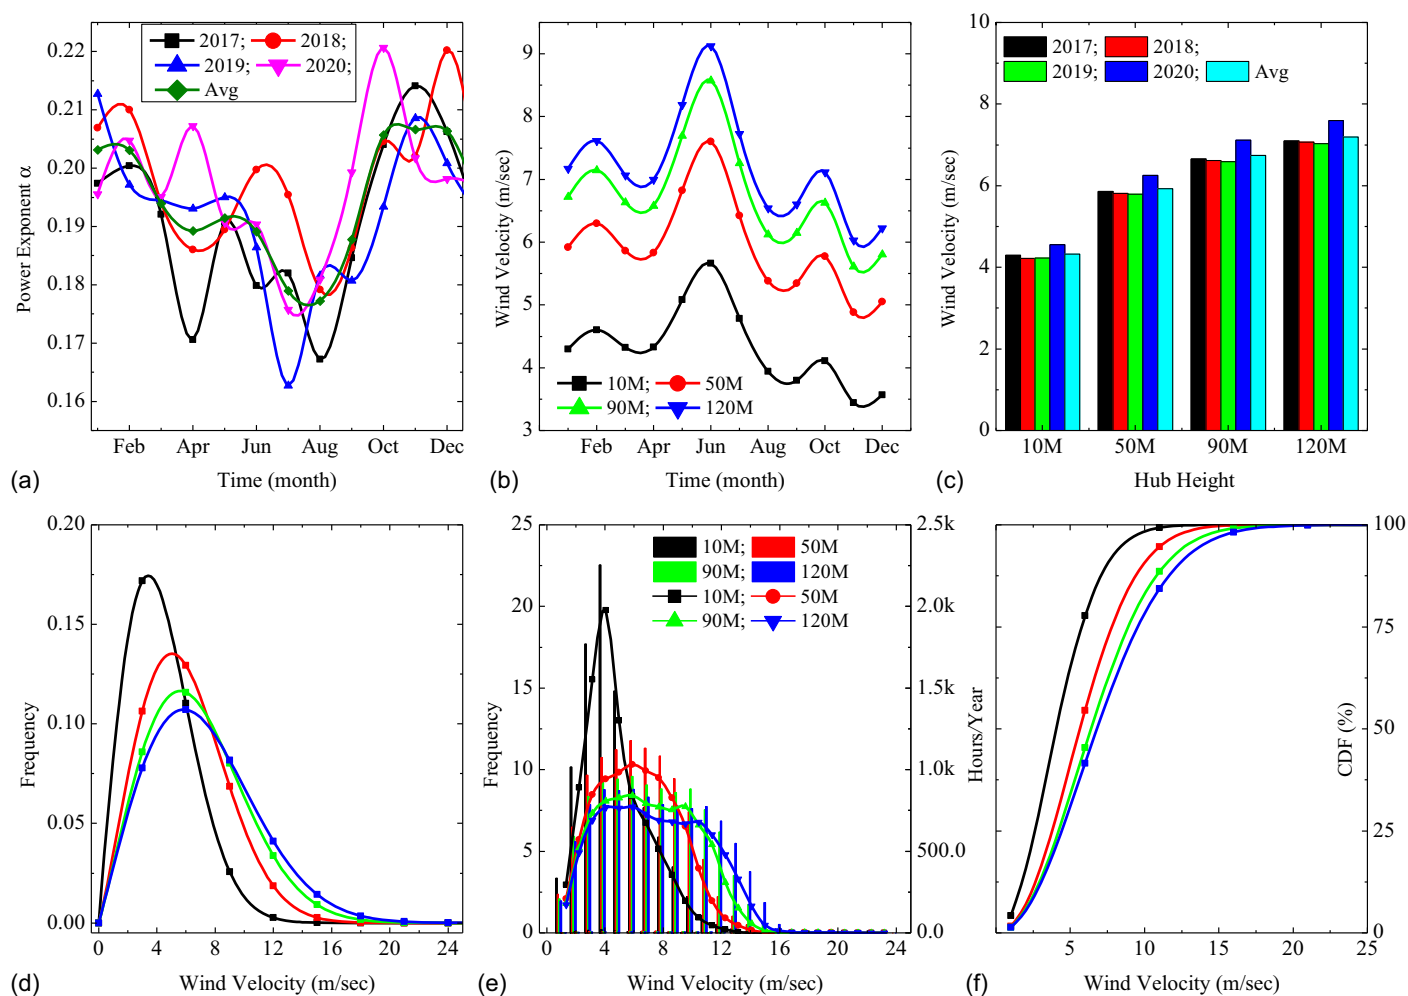 2017; 2018;
2019; 2020;
Avg
0.22
0.21
0.20
0.19
0.18
0.17
0.16
Power Exponent α
Feb Apr Jun Aug Oct Dec
Time (month)
(a)
9
8
7
6
5
4
3
Wind Velocity (m/sec)
10M; 50M
90M; 120M
Feb Apr Jun Aug Oct Dec
Time (month)
(b)
10
8
6
4
2
0
Wind Velocity (m/sec)
2017; 2018;
2019; 2020; Avg
10M 50M 90M 120M
Hub Height
(c)
0.20
0.15
0.10
0.05
0.00
Frequency
0 4 8 12 16 20 24
Wind Velocity (m/sec)
(d)
25
20
15
10
5
0
Frequency
10M; 50M
90M; 120M
10M; 50M
90M; 120M
2.5k
2.0k
1.5k
1.0k
500.0
0.0
Hours/Year
0 4 8 12 16 20 24
Wind Velocity (m/sec)
(e)
100
75
50
25
0
CDF (%)
5 10 15 20 25
Wind Velocity (m/sec)
(f)